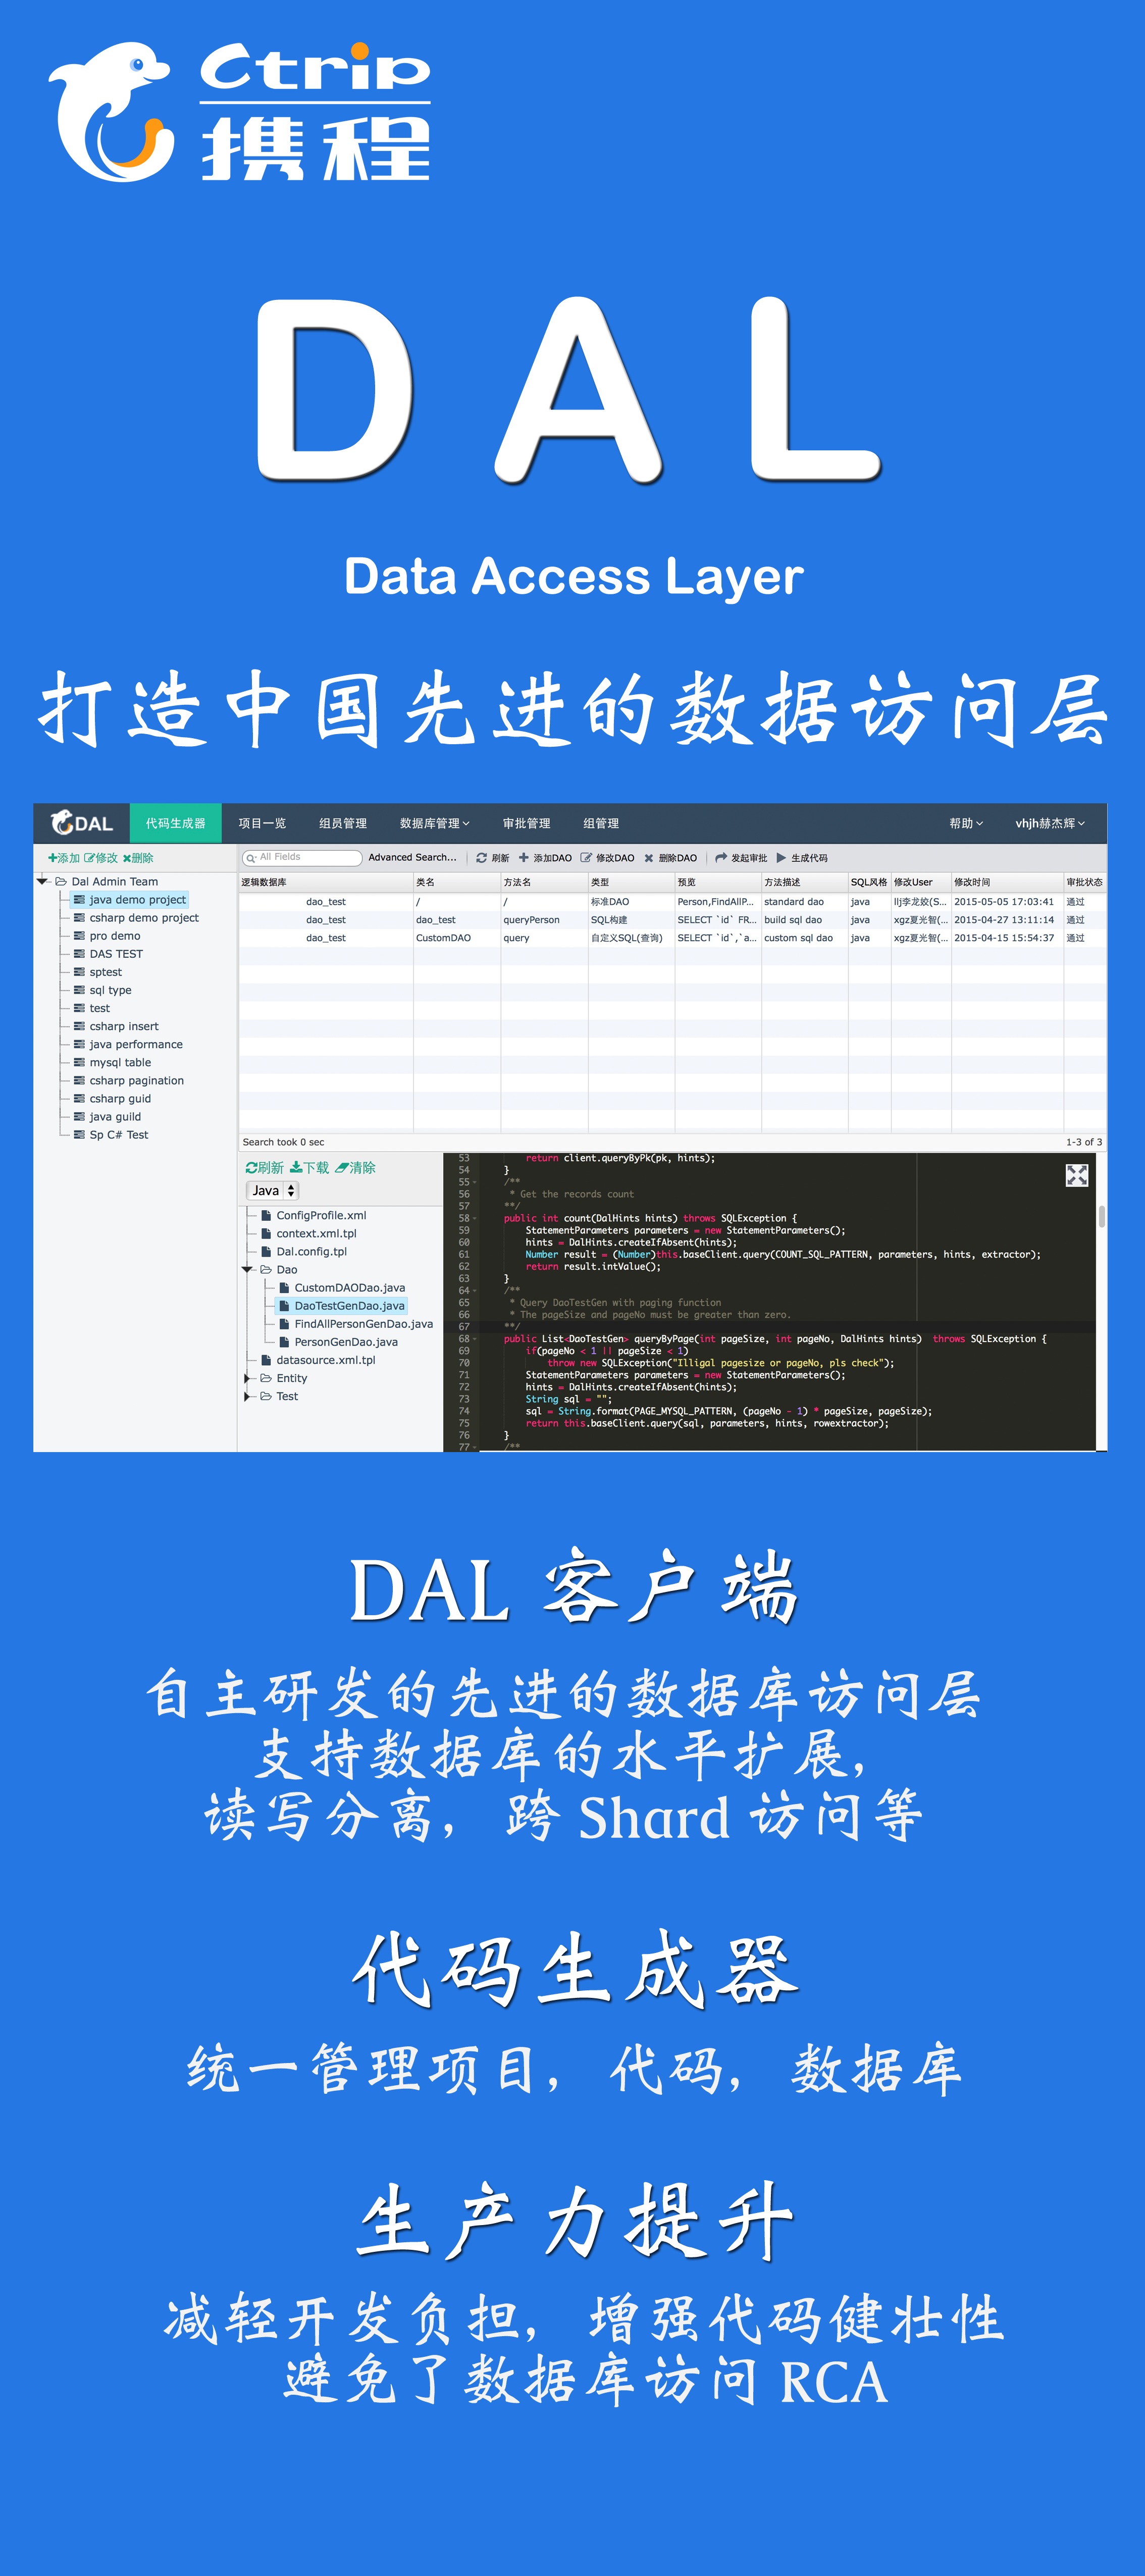 Ctrip
携程
DAL
Data Access Layer
打造中国先进的数据访问层
DAL 代码生成器 项目一览 组员管理 数据库管理 审批管理 组管理 帮助 vhjh赫杰辉
添加 修改 删除
All Fields Advanced Search... 刷新 添加DAO 修改DAO 删除DAO 发起审批 生成代码
Dal Admin Team
java demo project
csharp demo project
pro demo
DAS TEST
sptest
sql type
test
csharp insert
java performance
mysql table
csharp pagination
csharp guid
java guild
Sp C# Test
逻辑数据库 类名 方法名 类型 预览 方法描述 SQL风格 修改User 修改时间 审批状态
dao_test / / 标准DAO Person,FindAllP... standard dao java llj李龙姣(S... 2015-05-05 17:03:41 通过
dao_test dao_test queryPerson SQL构建 SELECT `id` FR... build sql dao java xgz夏光智(... 2015-04-27 13:11:14 通过
dao_test CustomDAO query 自定义SQL(查询) SELECT `id`,`a... custom sql dao java xgz夏光智(... 2015-04-15 15:54:37 通过
Search took 0 sec 1-3 of 3
刷新 下载 清除
Java
ConfigProfile.xml
context.xml.tpl
Dal.config.tpl
Dao
CustomDAODao.java
DaoTestGenDao.java
FindAllPersonGenDao.java
PersonGenDao.java
datasource.xml.tpl
Entity
Test
53 return client.queryByPk(pk, hints);
54 }
55 /**
56 * Get the records count
57 **/
58 public int count(DalHints hints) throws SQLException {
59 StatementParameters parameters = new StatementParameters();
60 hints = DalHints.createIfAbsent(hints);
61 Number result = (Number)this.baseClient.query(COUNT_SQL_PATTERN, parameters, hints, extractor);
62 return result.intValue();
63 }
64 /**
65 * Query DaoTestGen with paging function
66 * The pageSize and pageNo must be greater than zero.
67 **/
68 public List<DaoTestGen> queryByPage(int pageSize, int pageNo, DalHints hints) throws SQLException {
69 if(pageNo < 1 || pageSize < 1)
70 throw new SQLException("Illigal pagesize or pageNo, pls check");
71 StatementParameters parameters = new StatementParameters();
72 hints = DalHints.createIfAbsent(hints);
73 String sql = "";
74 sql = String.format(PAGE_MYSQL_PATTERN, (pageNo - 1) * pageSize, pageSize);
75 return this.baseClient.query(sql, parameters, hints, rowextractor);
76 }
77 /**
DAL 客户端
自主研发的先进的数据库访问层
支持数据库的水平扩展，
读写分离，跨 Shard 访问等
代码生成器
统一管理项目，代码，数据库
生产力提升
减轻开发负担，增强代码健壮性
避免了数据库访问 RCA